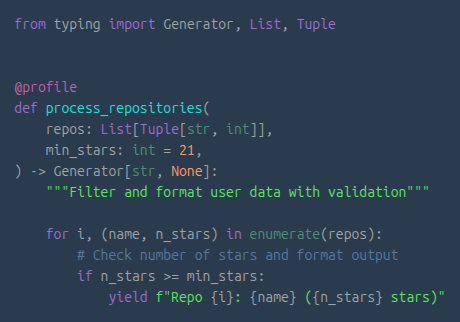 from typing import Generator, List, Tuple


@profile
def process_repositories(
    repos: List[Tuple[str, int]],
    min_stars: int = 21,
) -> Generator[str, None]:
    """Filter and format user data with validation"""

    for i, (name, n_stars) in enumerate(repos):
        # Check number of stars and format output
        if n_stars >= min_stars:
            yield f"Repo {i}: {name} ({n_stars} stars)"